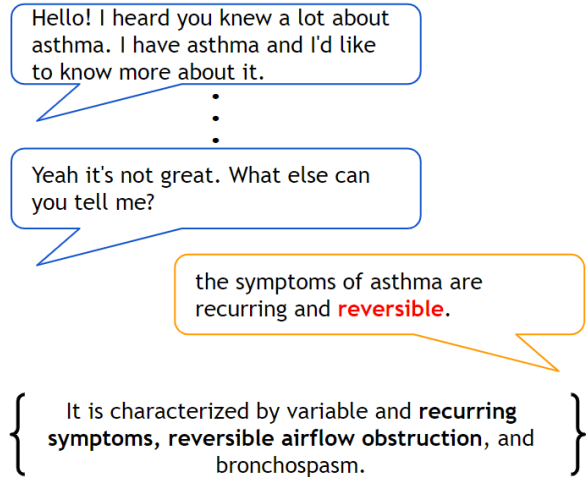 Hello! I heard you knew a lot about
asthma. I have asthma and I'd like
to know more about it.
Yeah it's not great. What else can
you tell me?
the symptoms of asthma are
recurring and reversible.
It is characterized by variable and recurring
symptoms, reversible airflow obstruction, and
bronchospasm.